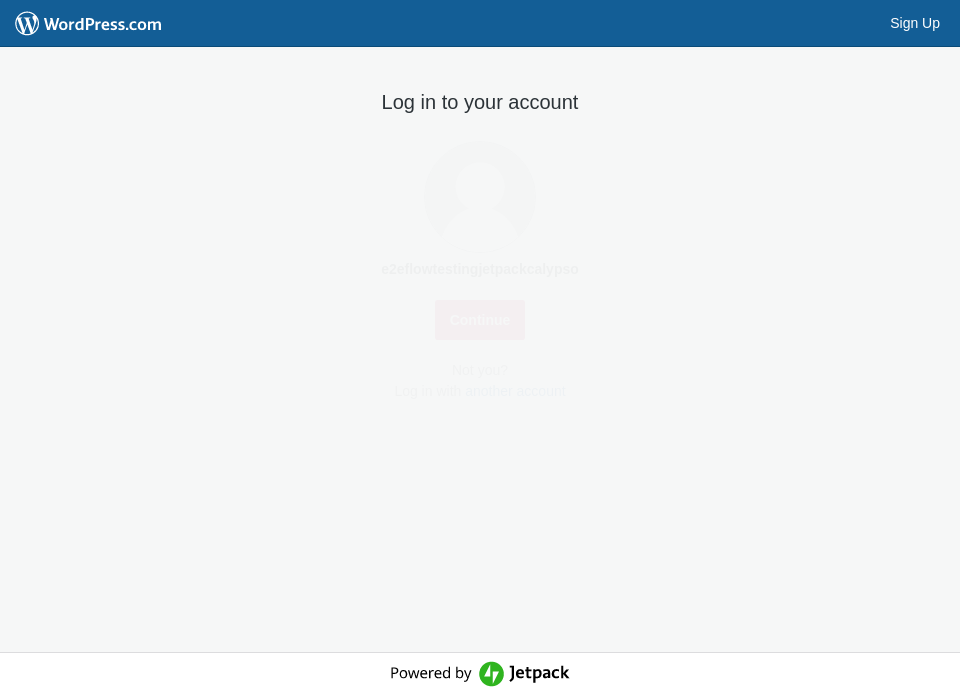 WordPress.com
Sign Up
Log in to your account
e2eflowtestingjetpackcalypso
Continue
Not you?
Log in with another account
Powered by Jetpack